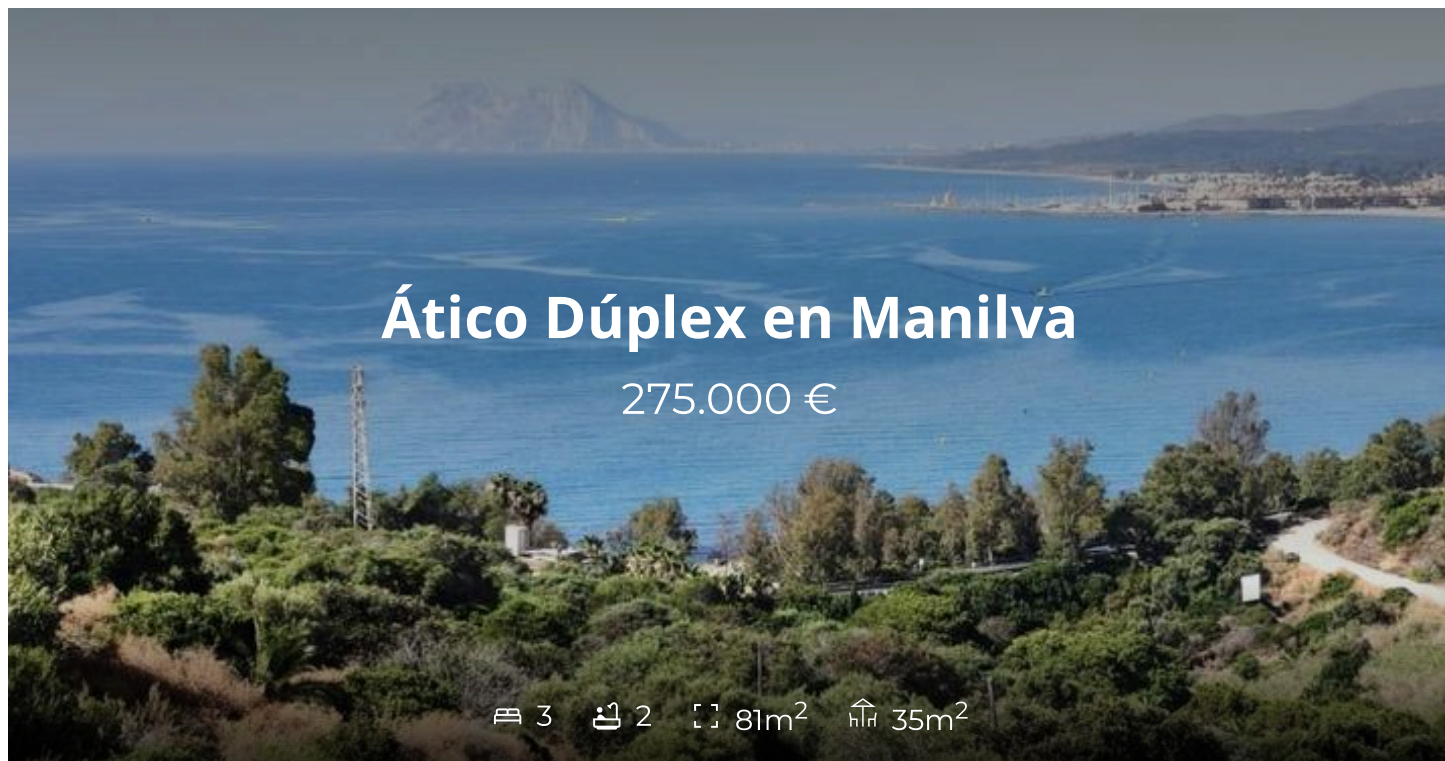 Ático Dúplex en Manilva
275.000 €
3 2 81m² 35m²